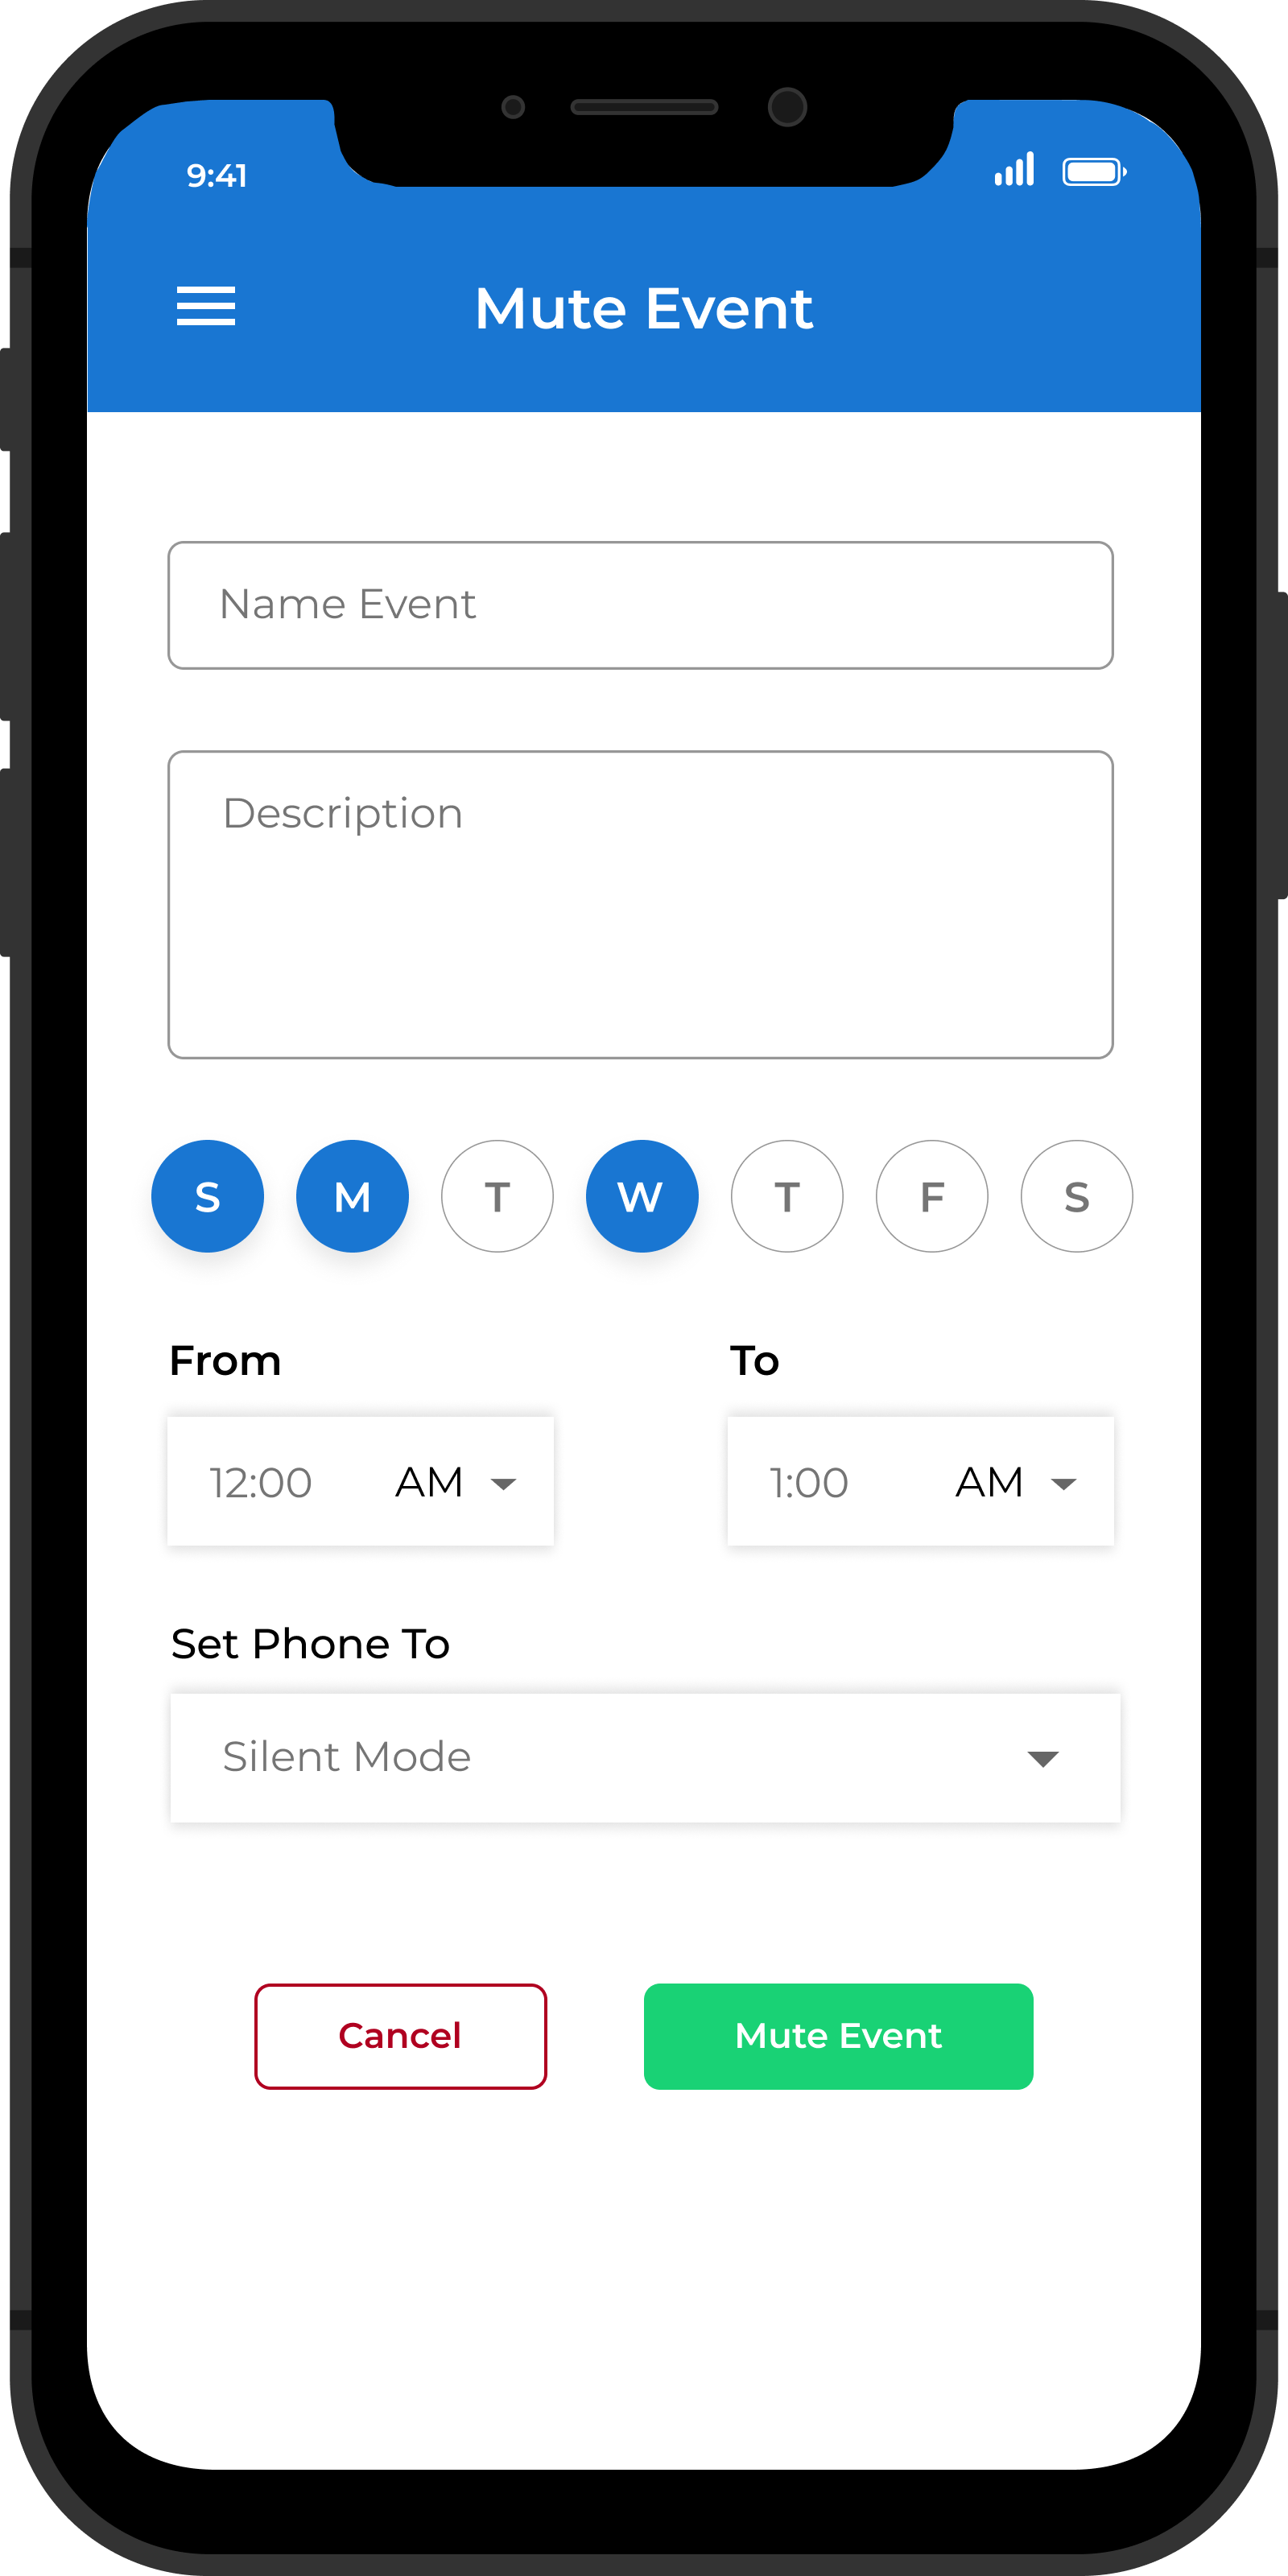 9:41
Mute Event
Name Event
Description
S M T W T F S
From To
12:00 AM 1:00 AM
Set Phone To
Silent Mode
Cancel Mute Event